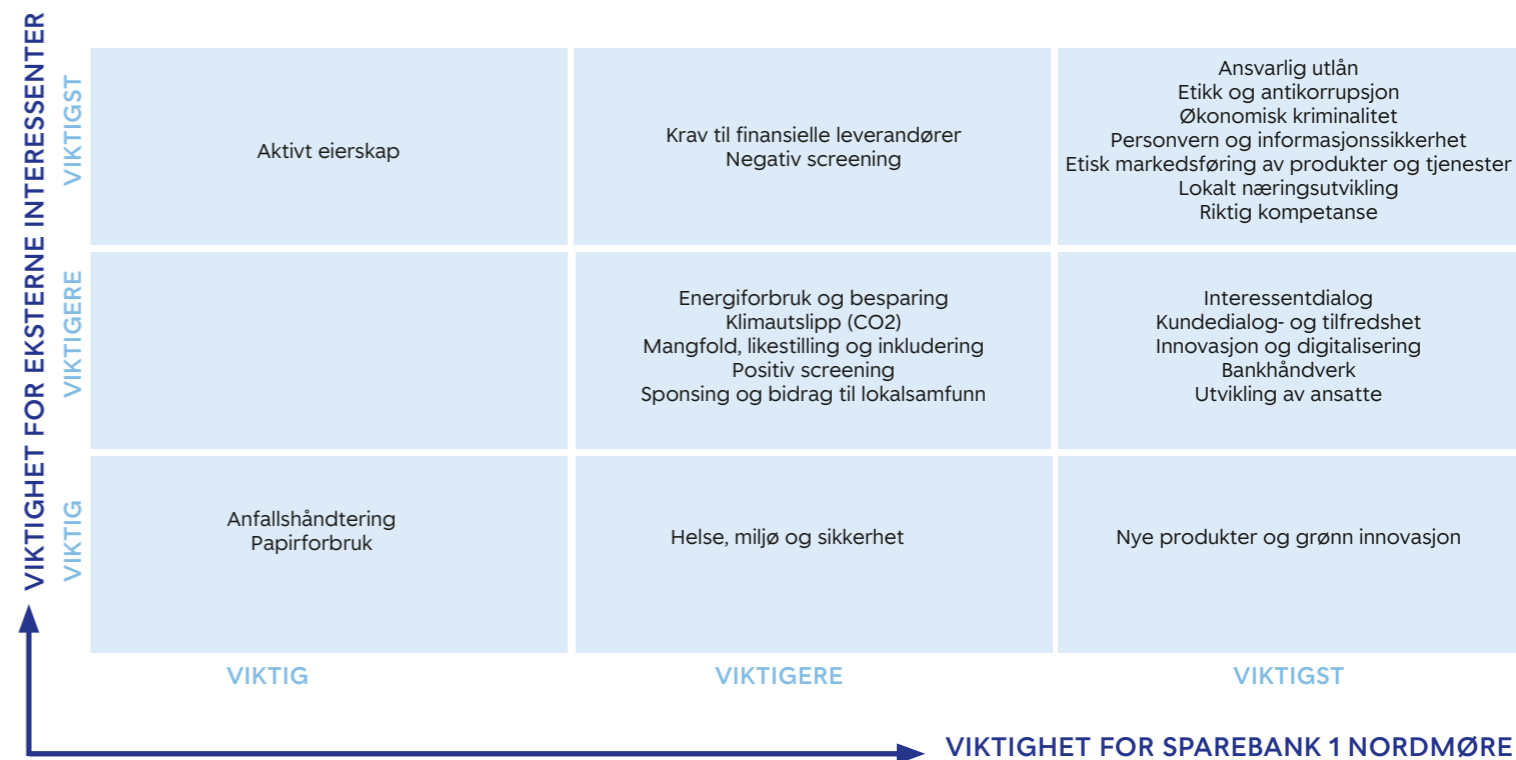 VIKTIGHET FOR EKSTERNE INTERESSENTER
VIKTIGST
Aktivt eierskap
Krav til finansielle leverandører
Negativ screening
Ansvarlig utlån
Etikk og antikorrupsjon
Økonomisk kriminalitet
Personvern og informasjonssikkerhet
Etisk markedsføring av produkter og tjenester
Lokalt næringsutvikling
Riktig kompetanse
VIKTIGERE
Energiforbruk og besparing
Klimautslipp (CO2)
Mangfold, likestilling og inkludering
Positiv screening
Sponsing og bidrag til lokalsamfunn
Interessentdialog
Kundedialog- og tilfredshet
Innovasjon og digitalisering
Bankhåndverk
Utvikling av ansatte
VIKTIG
Anfallshåndtering
Papirforbruk
Helse, miljø og sikkerhet
Nye produkter og grønn innovasjon
VIKTIG
VIKTIGERE
VIKTIGST
VIKTIGHET FOR SPAREBANK 1 NORDMØRE